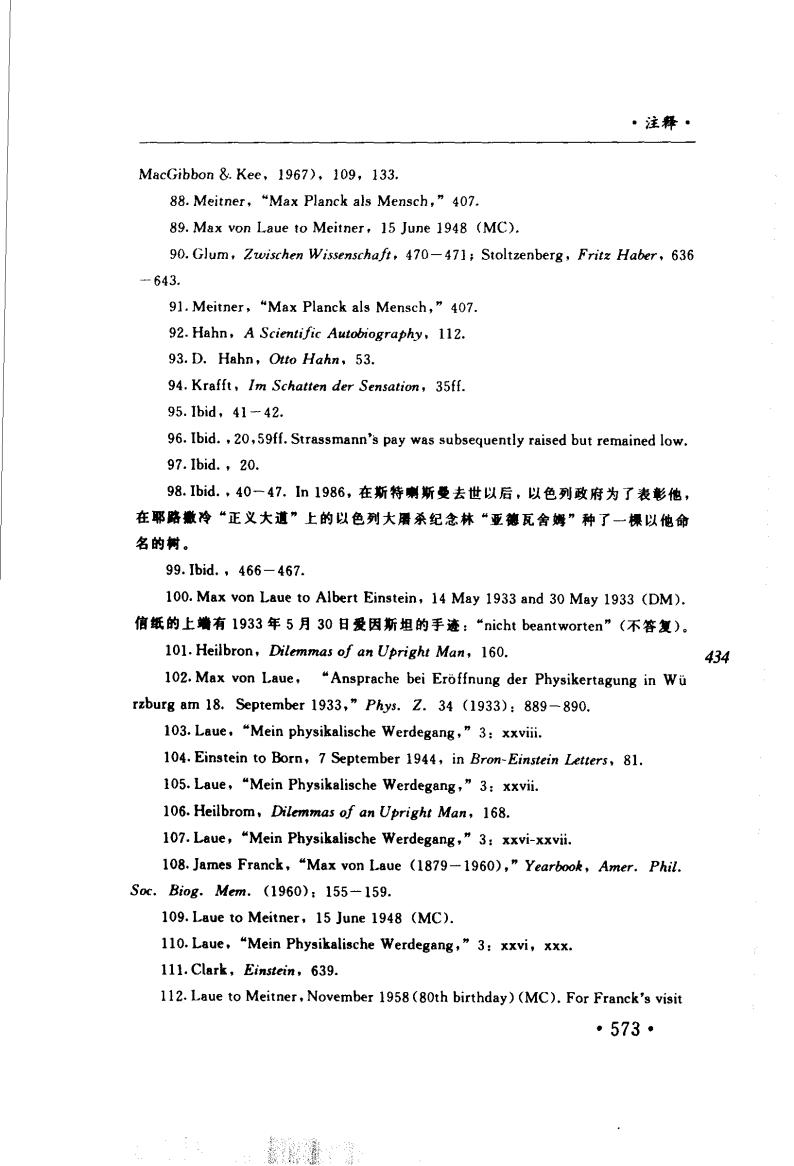 ·注释·
MacGibbon & Kee, 1967), 109, 133.
88. Meitner, “Max Planck als Mensch,” 407.
89. Max von Laue to Meitner, 15 June 1948 (MC).
90. Glum, Zwischen Wissenschaft, 470－471; Stoltzenberg, Fritz Haber, 636
－643.
91. Meitner, “Max Planck als Mensch,” 407.
92. Hahn, A Scientific Autobiography, 112.
93. D. Hahn, Otto Hahn, 53.
94. Krafft, Im Schatten der Sensation, 35ff.
95. Ibid, 41－42.
96. Ibid. , 20, 59ff. Strassmann's pay was subsequently raised but remained low.
97. Ibid. , 20.
98. Ibid. , 40－47. In 1986, 在斯特喇斯曼去世以后，以色列政府为了表彰他，
在耶路撒冷“正义大道”上的以色列大屠杀纪念林“亚德瓦舍姆”种了一棵以他命
名的树。
99. Ibid. , 466－467.
100. Max von Laue to Albert Einstein, 14 May 1933 and 30 May 1933 (DM).
信纸的上端有 1933 年 5 月 30 日爱因斯坦的手迹：“nicht beantworten”（不答复）。
101. Heilbron, Dilemmas of an Upright Man, 160.
434
102. Max von Laue, “Ansprache bei Eröffnung der Physikertagung in Wü
rzburg am 18. September 1933,” Phys. Z. 34 (1933): 889－890.
103. Laue, “Mein physikalische Werdegang,” 3: xxviii.
104. Einstein to Born, 7 September 1944, in Bron-Einstein Letters, 81.
105. Laue, “Mein Physikalische Werdegang,” 3: xxvii.
106. Heilbrom, Dilemmas of an Upright Man, 168.
107. Laue, “Mein Physikalische Werdegang,” 3: xxvi-xxvii.
108. James Franck, “Max von Laue (1879－1960),” Yearbook, Amer. Phil.
Soc. Biog. Mem. (1960): 155－159.
109. Laue to Meitner, 15 June 1948 (MC).
110. Laue, “Mein Physikalische Werdegang,” 3: xxvi, xxx.
111. Clark, Einstein, 639.
112. Laue to Meitner, November 1958 (80th birthday) (MC). For Franck's visit
·573·